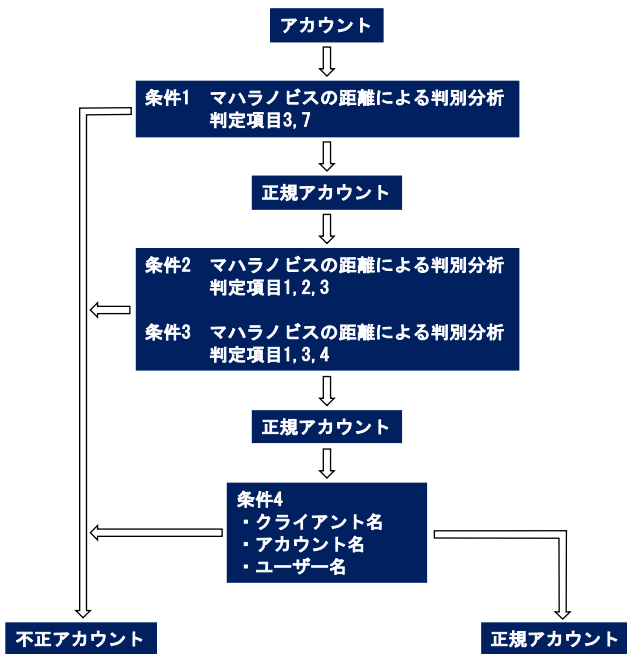 アカウント
条件1 マハラノビスの距離による判別分析
判定項目3,7
正規アカウント
条件2 マハラノビスの距離による判別分析
判定項目1,2,3
条件3 マハラノビスの距離による判別分析
判定項目1,3,4
正規アカウント
条件4
・クライアント名
・アカウント名
・ユーザー名
不正アカウント
正規アカウント